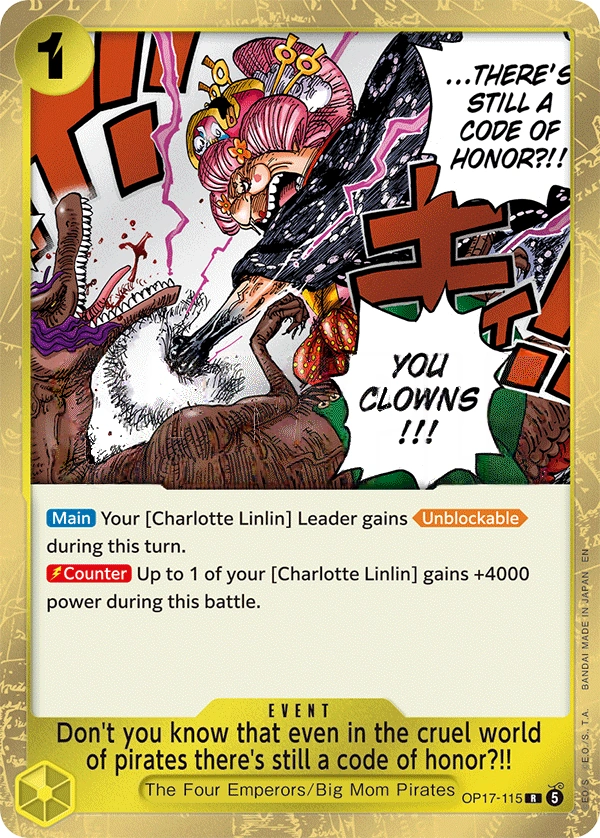 1
...THERE'S
STILL A
CODE OF
HONOR?!!
YOU
CLOWNS
!!!
Main Your [Charlotte Linlin] Leader gains Unblockable
during this turn.
Counter Up to 1 of your [Charlotte Linlin] gains +4000
power during this battle.
EVENT
Don't you know that even in the cruel world
of pirates there's still a code of honor?!!
The Four Emperors/Big Mom Pirates
OP17-115 R 5
©E.O./S., T.A. BANDAI MADE IN JAPAN EN